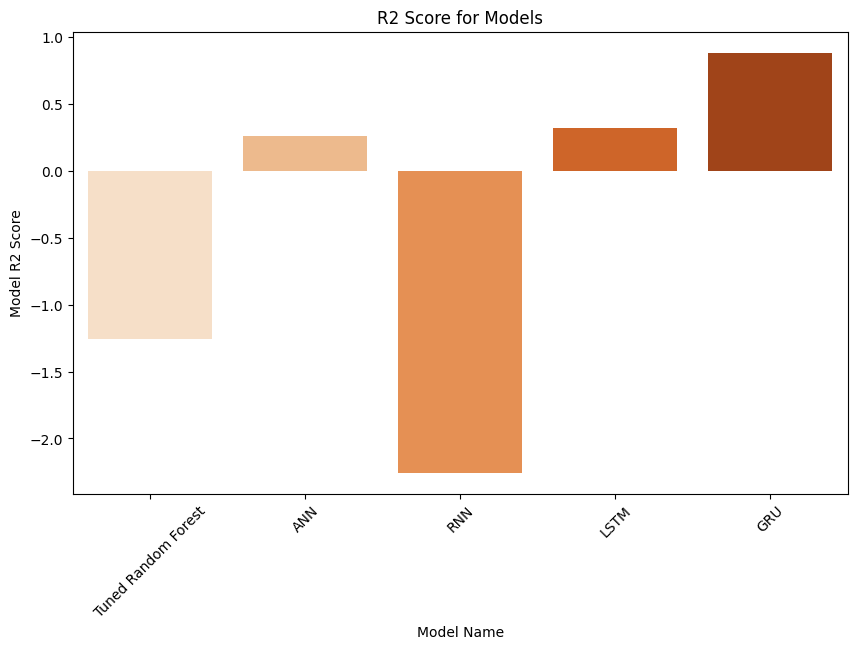 R2 Score for Models
Model R2 Score
1.0
0.5
0.0
−0.5
−1.0
−1.5
−2.0
Tuned Random Forest
ANN
RNN
LSTM
GRU
Model Name